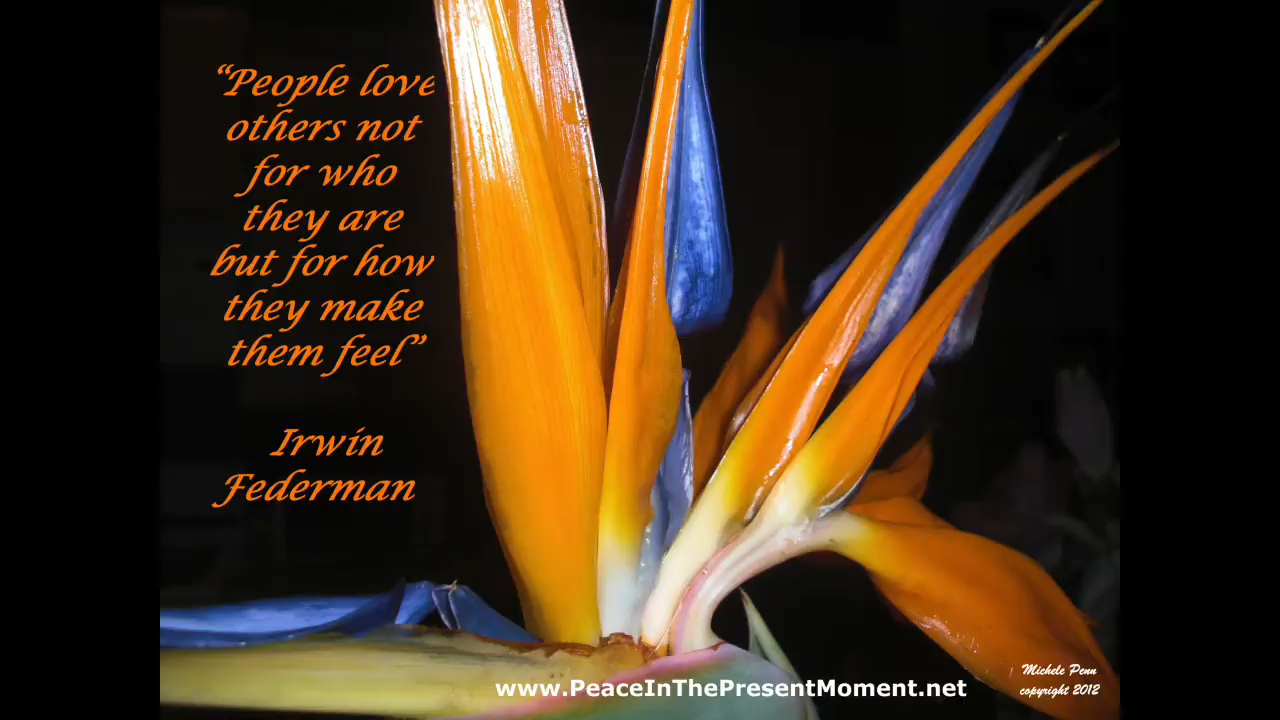 “People love
others not
for who
they are
but for how
they make
them feel”
Irwin
Federman
www.PeaceInThePresentMoment.net
Michele Penn
copyright 2012